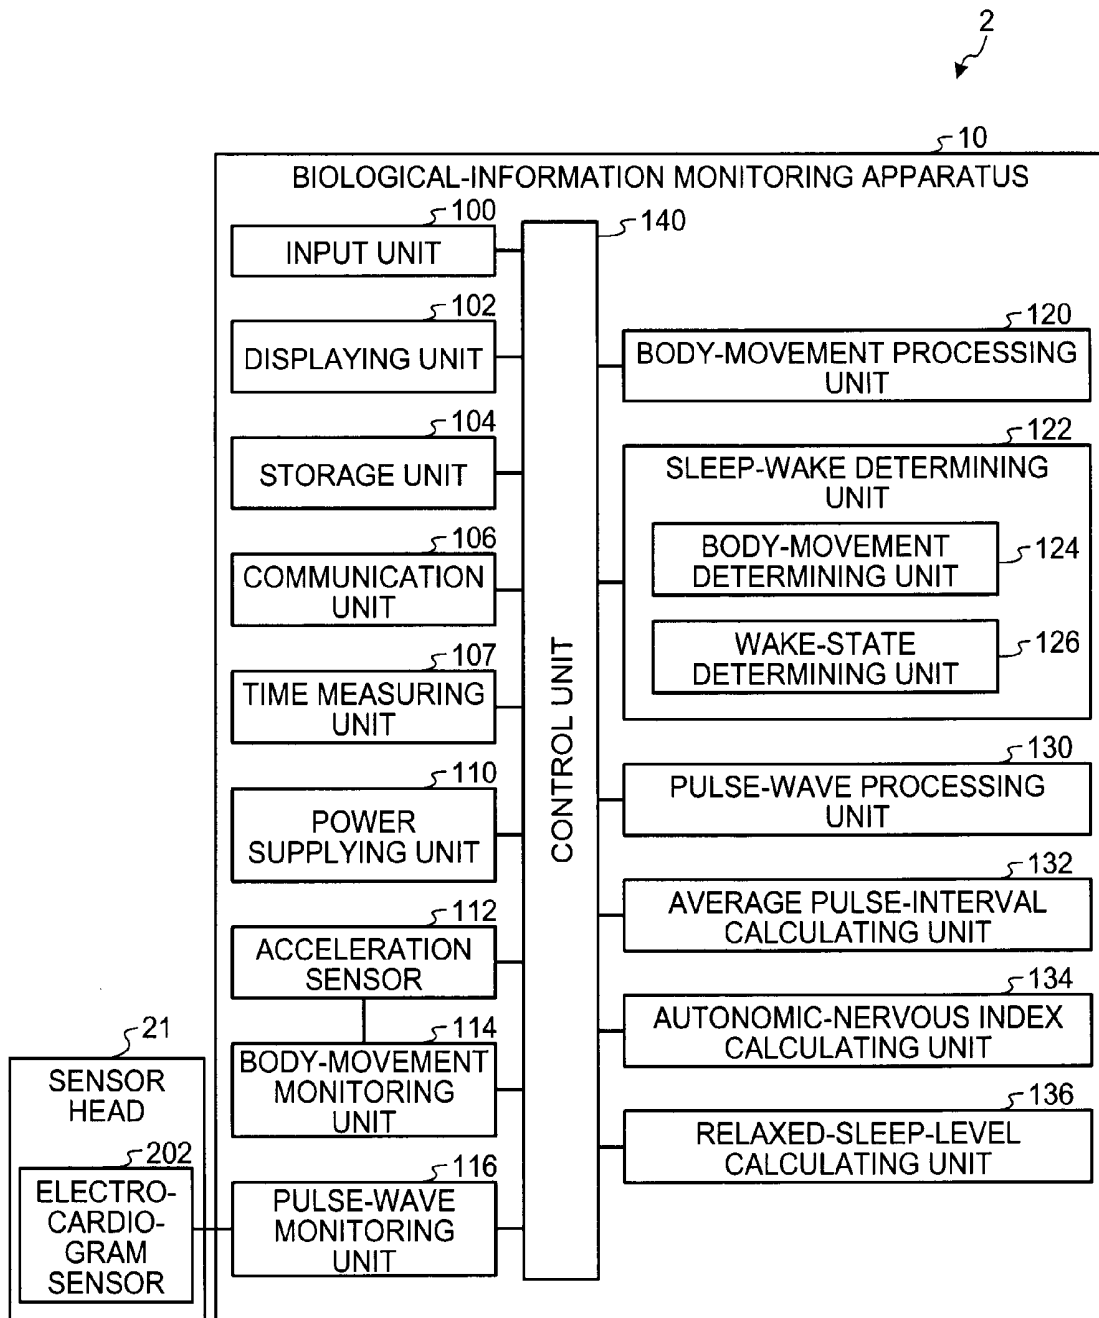 2
10
BIOLOGICAL-INFORMATION MONITORING APPARATUS
100
INPUT UNIT
102
DISPLAYING UNIT
104
STORAGE UNIT
106
COMMUNICATION
UNIT
107
TIME MEASURING
UNIT
110
POWER
SUPPLYING UNIT
112
ACCELERATION
SENSOR
114
BODY-MOVEMENT
MONITORING
UNIT
116
PULSE-WAVE
MONITORING
UNIT
21
SENSOR
HEAD
202
ELECTRO-
CARDIO-
GRAM
SENSOR
140
CONTROL UNIT
120
BODY-MOVEMENT PROCESSING
UNIT
122
SLEEP-WAKE DETERMINING
UNIT
BODY-MOVEMENT
DETERMINING UNIT
124
WAKE-STATE
DETERMINING UNIT
126
130
PULSE-WAVE PROCESSING
UNIT
132
AVERAGE PULSE-INTERVAL
CALCULATING UNIT
134
AUTONOMIC-NERVOUS INDEX
CALCULATING UNIT
136
RELAXED-SLEEP-LEVEL
CALCULATING UNIT